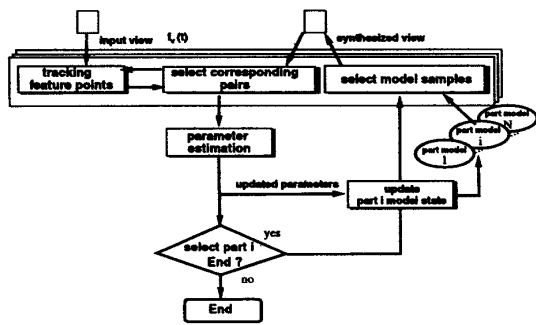 input view
synthesized view
tracking
feature points
select corresponding
pairs
select model samples
part model
N
part model
i
part model
1
parameter
estimation
updated parameters
update
part i model state
select part i
End ?
yes
no
End